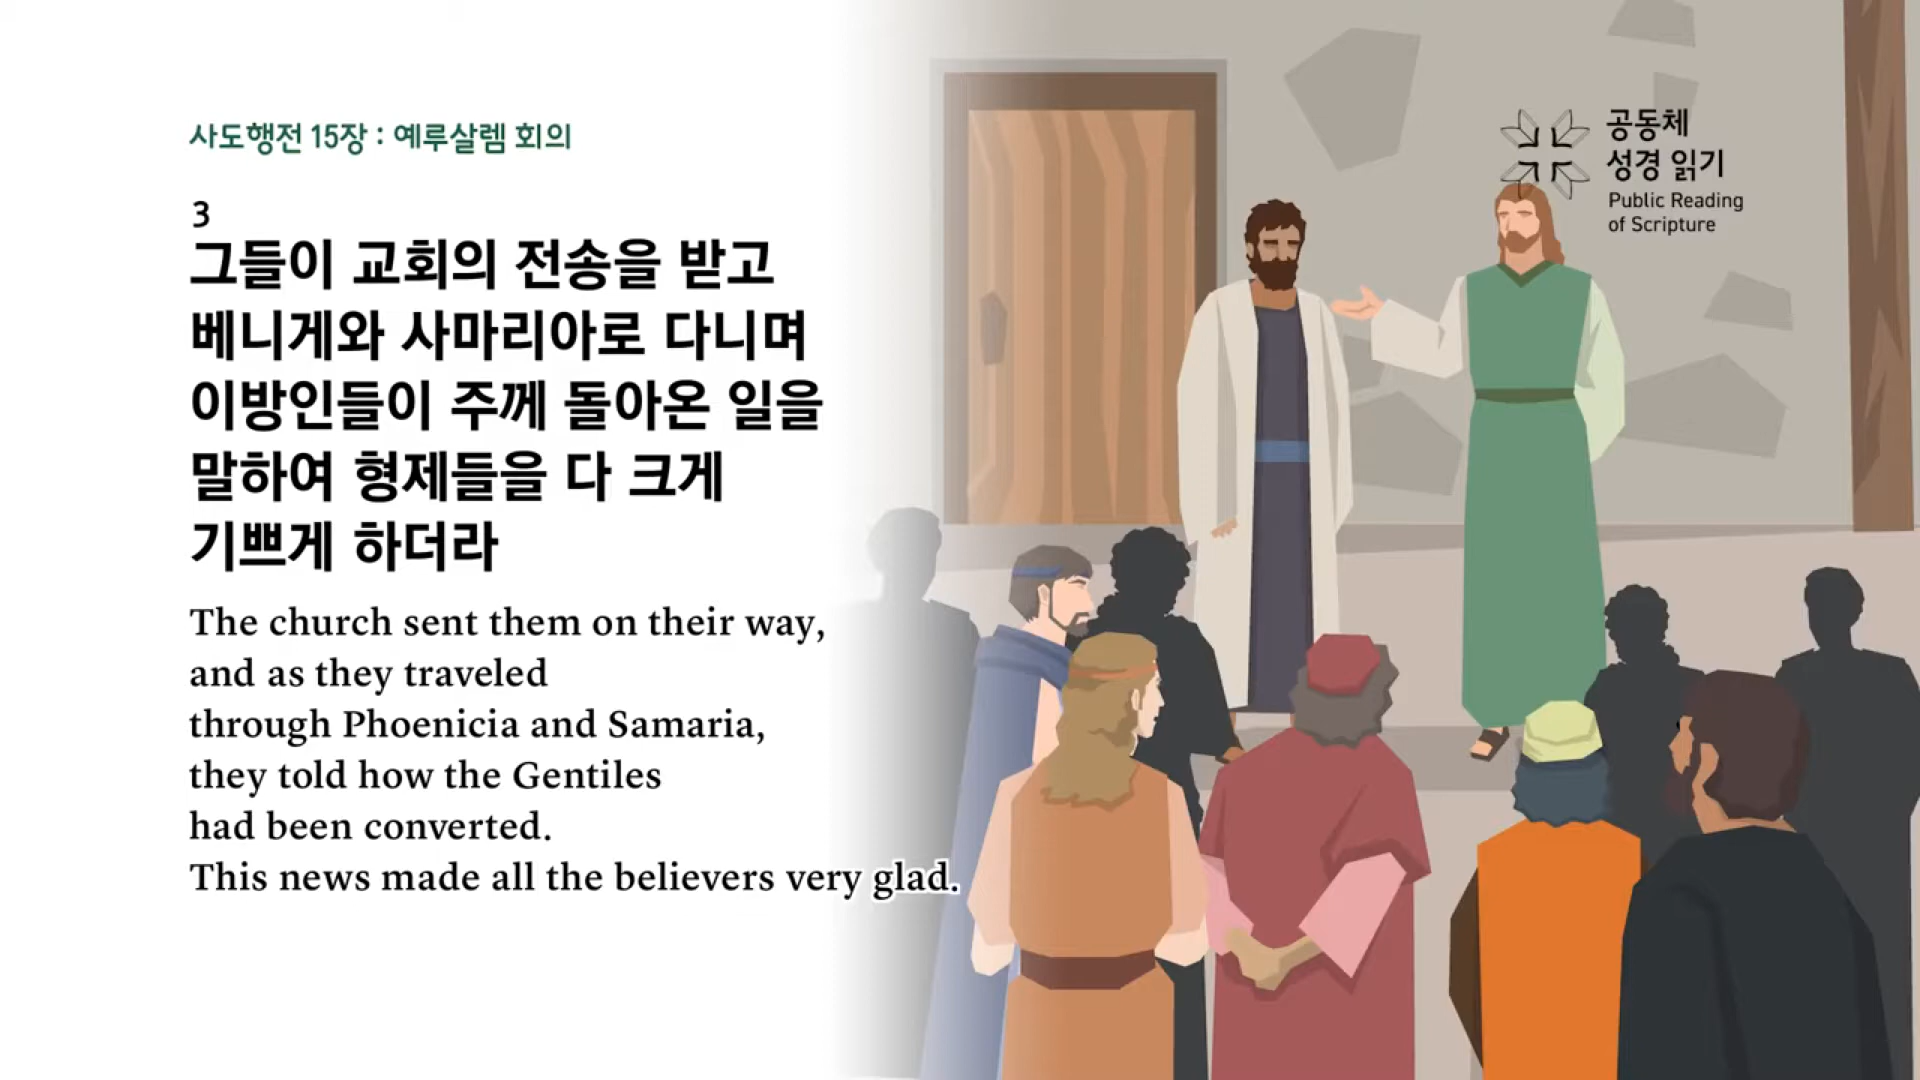 사도행전 15장 : 예루살렘 회의
3
그들이 교회의 전송을 받고
베니게와 사마리아로 다니며
이방인들이 주께 돌아온 일을
말하여 형제들을 다 크게
기쁘게 하더라
The church sent them on their way,
and as they traveled
through Phoenicia and Samaria,
they told how the Gentiles
had been converted.
This news made all the believers very glad.
공동체
성경 읽기
Public Reading
of Scripture